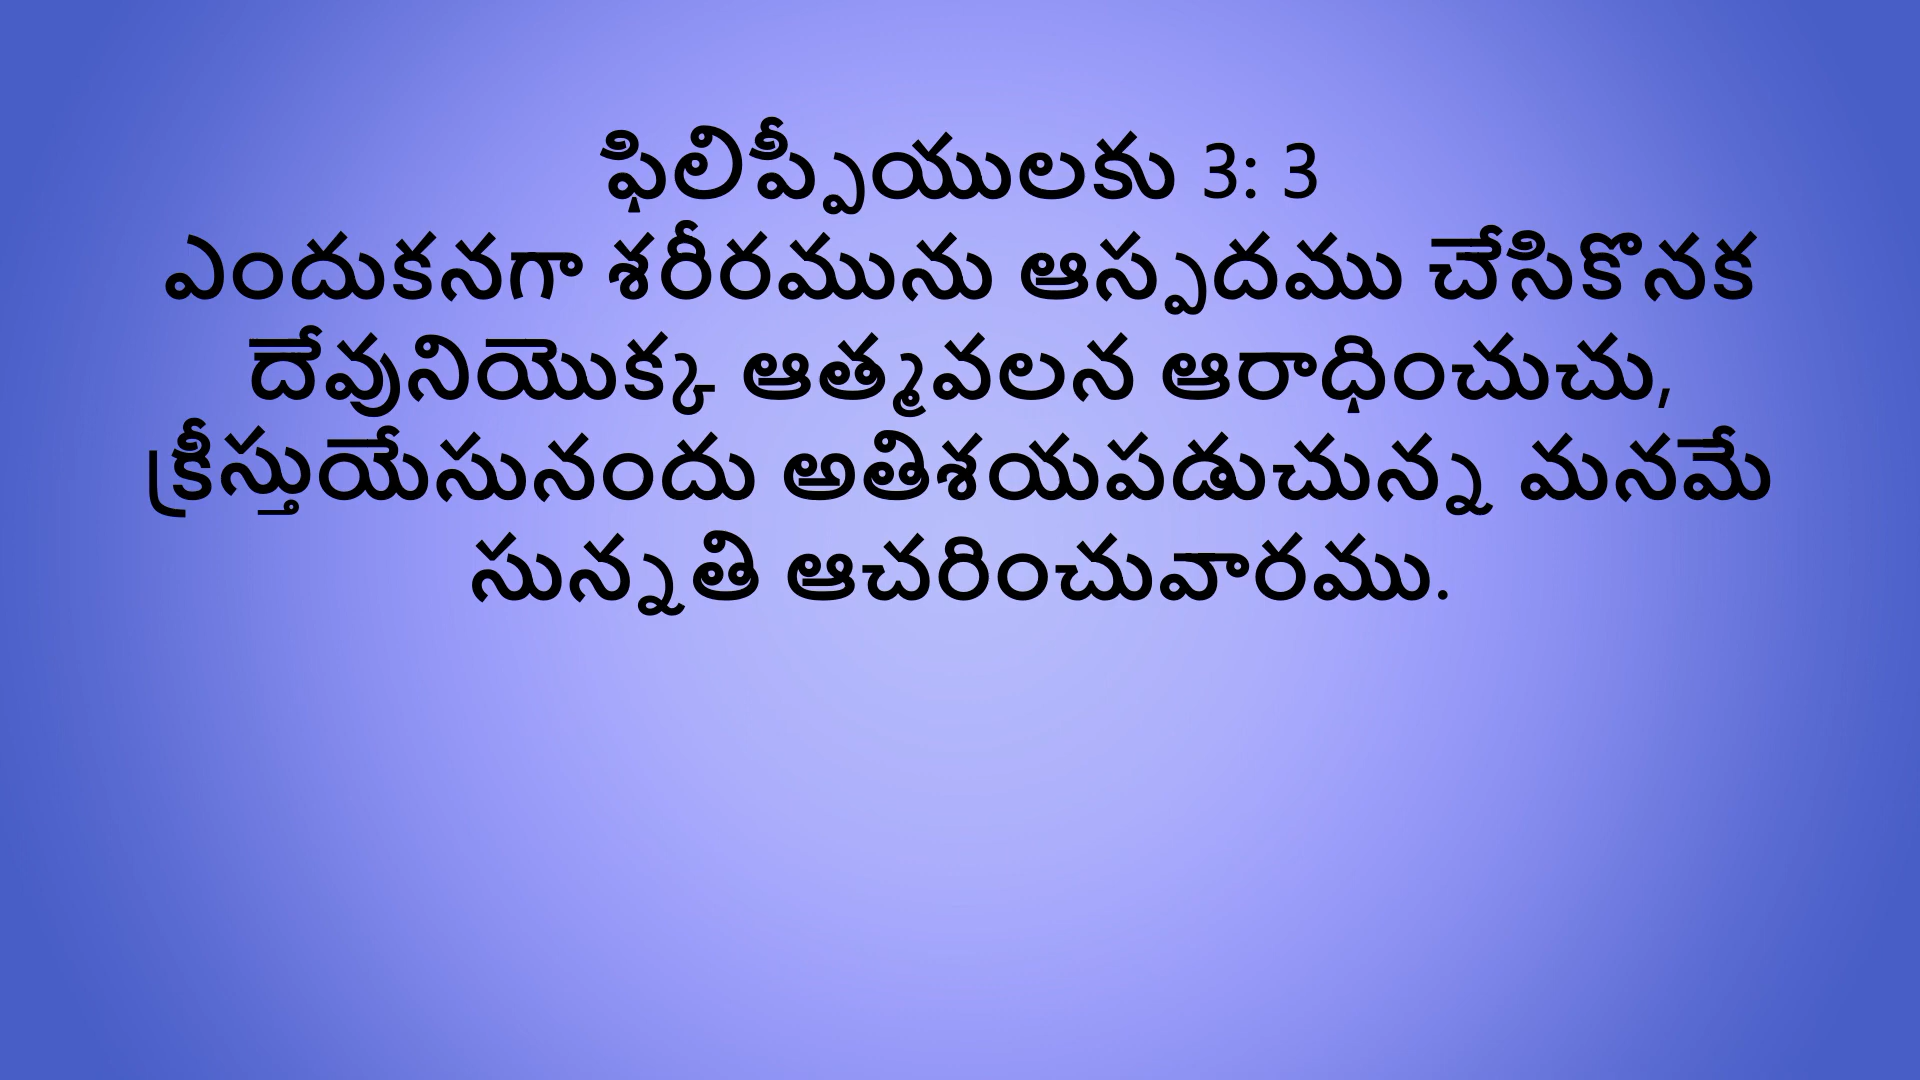 ఫిలిప్పీయులకు 3: 3
ఎందుకనగా శరీరమును ఆస్పదము చేసికొనక
దేవునియొక్క ఆత్మవలన ఆరాధించుచు,
క్రీస్తుయేసునందు అతిశయపడుచున్న మనమే
సున్నతి ఆచరించువారము.